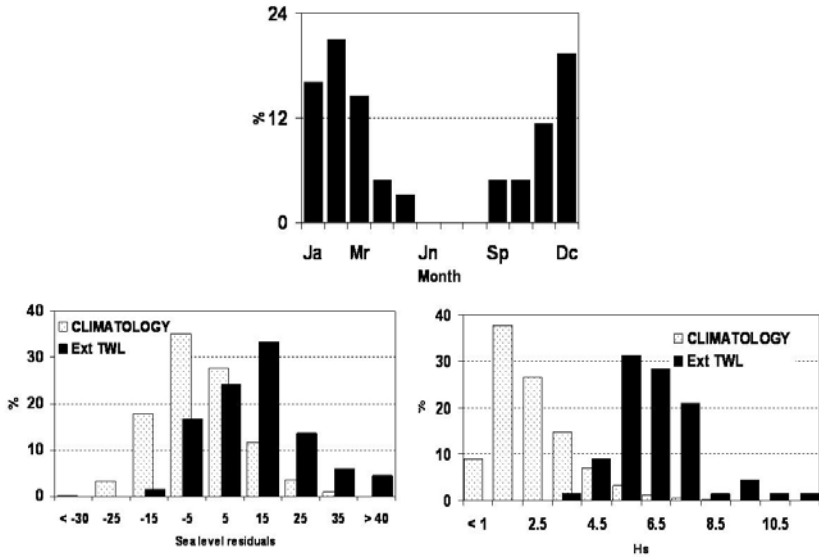 24
12
0
%
Ja Mr Jn Sp Dc
Month
40
30
20
10
0
%
CLIMATOLOGY
Ext TWL
< -30 -25 -15 -5 5 15 25 35 > 40
Sea level residuals
40
30
20
10
0
%
CLIMATOLOGY
Ext TWL
< 1 2.5 4.5 6.5 8.5 10.5
Hs